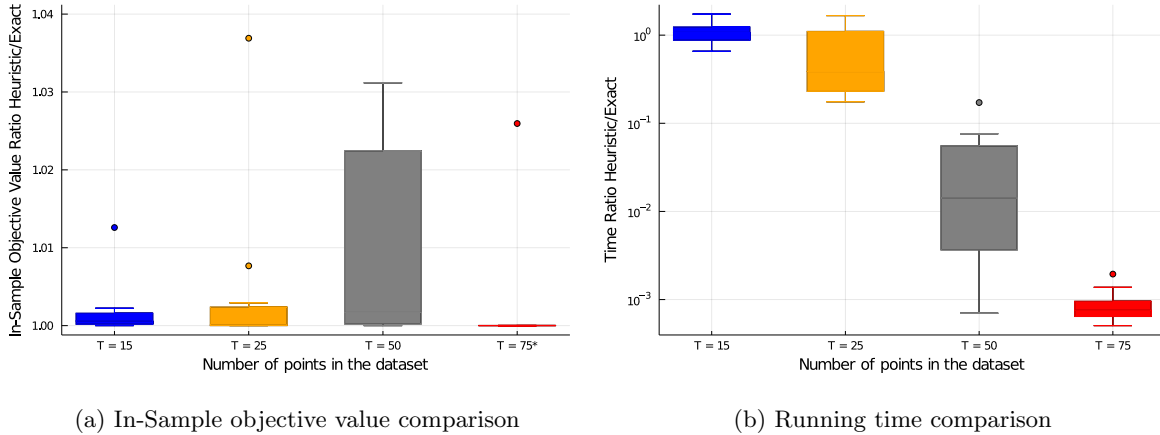 In-Sample Objective Value Ratio Heuristic/Exact
1.04
1.03
1.02
1.01
1.00
T = 15
T = 25
T = 50
T = 75*
Number of points in the dataset
(a) In-Sample objective value comparison
Time Ratio Heuristic/Exact
10⁰
10⁻¹
10⁻²
10⁻³
T = 15
T = 25
T = 50
T = 75
Number of points in the dataset
(b) Running time comparison